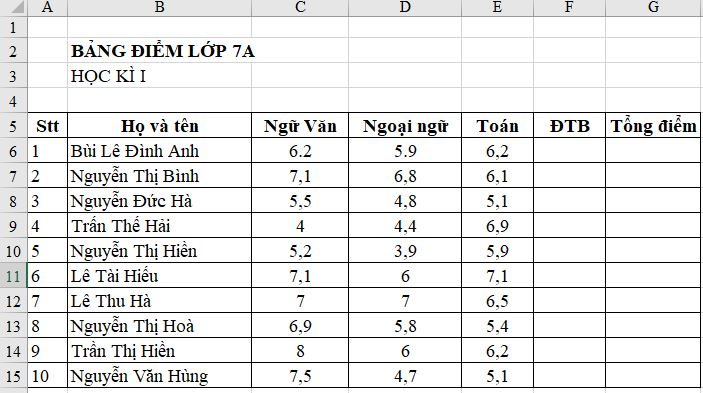 A B C D E F G
1
2 BẢNG ĐIỂM LỚP 7A
3 HỌC KÌ I
4
5 Stt Họ và tên Ngữ Văn Ngoại ngữ Toán ĐTB Tổng điểm
6 1 Bùi Lê Đình Anh 6.2 5.9 6,2
7 2 Nguyễn Thị Bình 7,1 6,8 6,1
8 3 Nguyễn Đức Hà 5,5 4,8 5,1
9 4 Trấn Thế Hải 4 4,4 6,9
10 5 Nguyễn Thị Hiền 5,2 3,9 5,9
11 6 Lê Tài Hiếu 7,1 6 7,1
12 7 Lê Thu Hà 7 7 6,5
13 8 Nguyễn Thị Hoà 6,9 5,8 5,4
14 9 Trần Thị Hiền 8 6 6,2
15 10 Nguyễn Văn Hùng 7,5 4,7 5,1